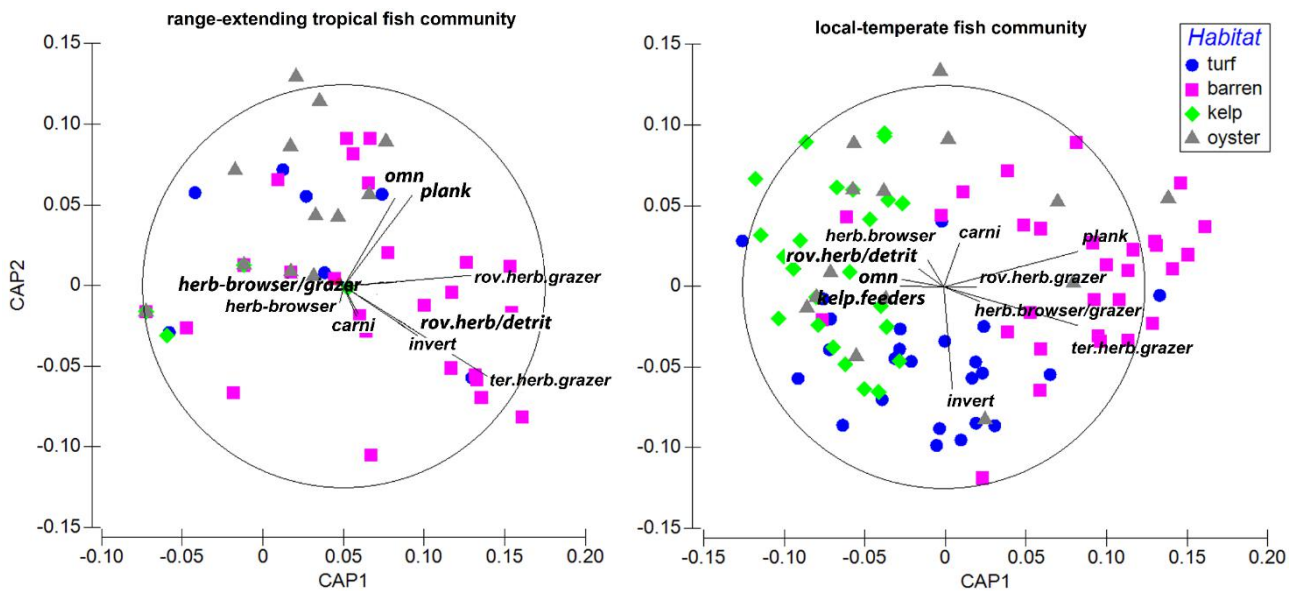 range-extending tropical fish community
local-temperate fish community
Habitat
turf
barren
kelp
oyster
CAP2
0.15
0.10
0.05
0
-0.05
-0.10
-0.15
omn
plank
rov.herb.grazer
herb-browser/grazer
herb-browser
carni
rov.herb/detrit
invert
ter.herb.grazer
-0.10
0
0.05
0.10
0.15
0.20
CAP1
0.15
0.10
0.05
0
-0.05
-0.10
-0.15
herb.browser
carni
plank
rov.herb/detrit
omn
rov.herb.grazer
kelp.feeders
herb.browser/grazer
ter.herb.grazer
invert
-0.10
-0.05
0
0.05
0.10
0.15
0.20
CAP1